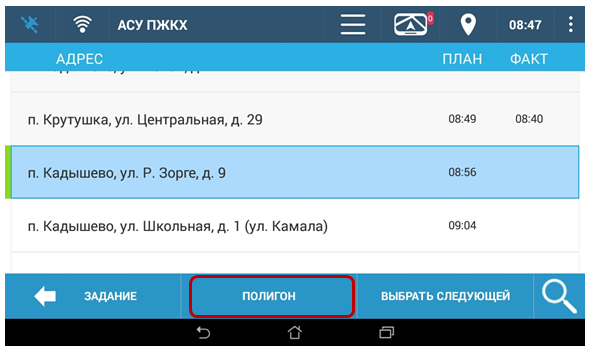 АСУ ПЖКХ 0 08:47
АДРЕС ПЛАН ФАКТ
п. Крутушка, ул. Центральная, д. 29 08:49 08:40
п. Кадышево, ул. Р. Зорге, д. 9 08:56
п. Кадышево, ул. Школьная, д. 1 (ул. Камала) 09:04
ЗАДАНИЕ ПОЛИГОН ВЫБРАТЬ СЛЕДУЮЩЕЙ